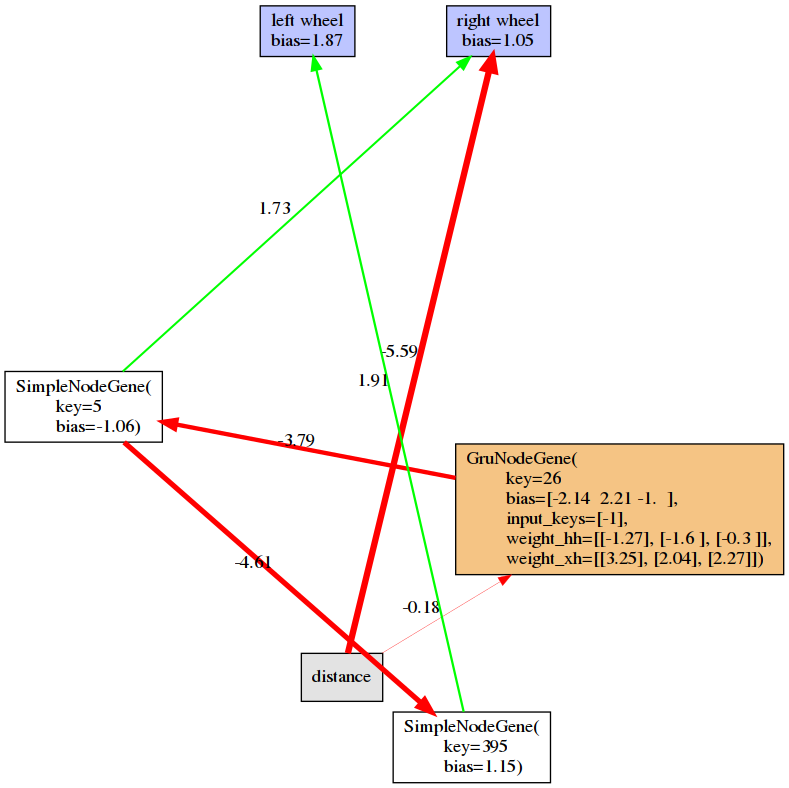 left wheel
bias=1.87
right wheel
bias=1.05
1.73
-5.59
1.91
SimpleNodeGene(
key=5
bias=-1.06)
-3.79
GruNodeGene(
key=26
bias=[-2.14 2.21 -1. ],
input_keys=[-1],
weight_hh=[[-1.27], [-1.6 ], [-0.3 ]],
weight_xh=[[3.25], [2.04], [2.27]])
-4.61
-0.18
distance
SimpleNodeGene(
key=395
bias=1.15)